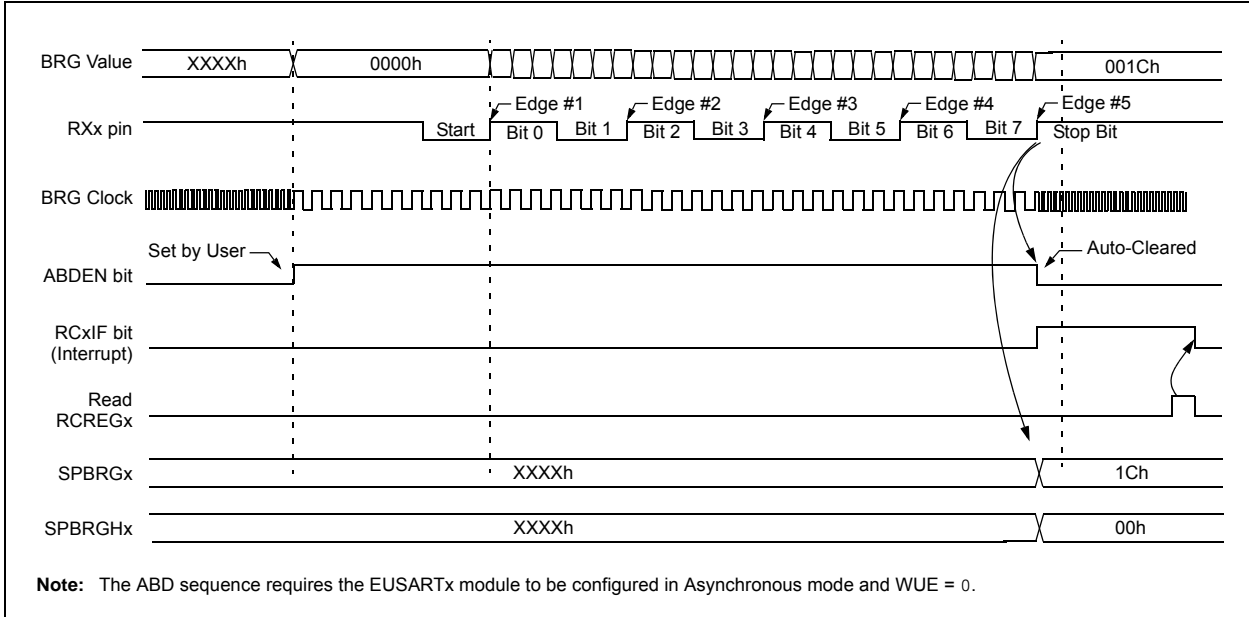 BRG Value XXXXh 0000h 001Ch
Edge #1 Edge #2 Edge #3 Edge #4 Edge #5
RXx pin Start Bit 0 Bit 1 Bit 2 Bit 3 Bit 4 Bit 5 Bit 6 Bit 7 Stop Bit
BRG Clock
Set by User Auto-Cleared
ABDEN bit
RCxIF bit
(Interrupt)
Read
RCREGx
SPBRGx XXXXh 1Ch
SPBRGHx XXXXh 00h
Note: The ABD sequence requires the EUSARTx module to be configured in Asynchronous mode and WUE = 0.